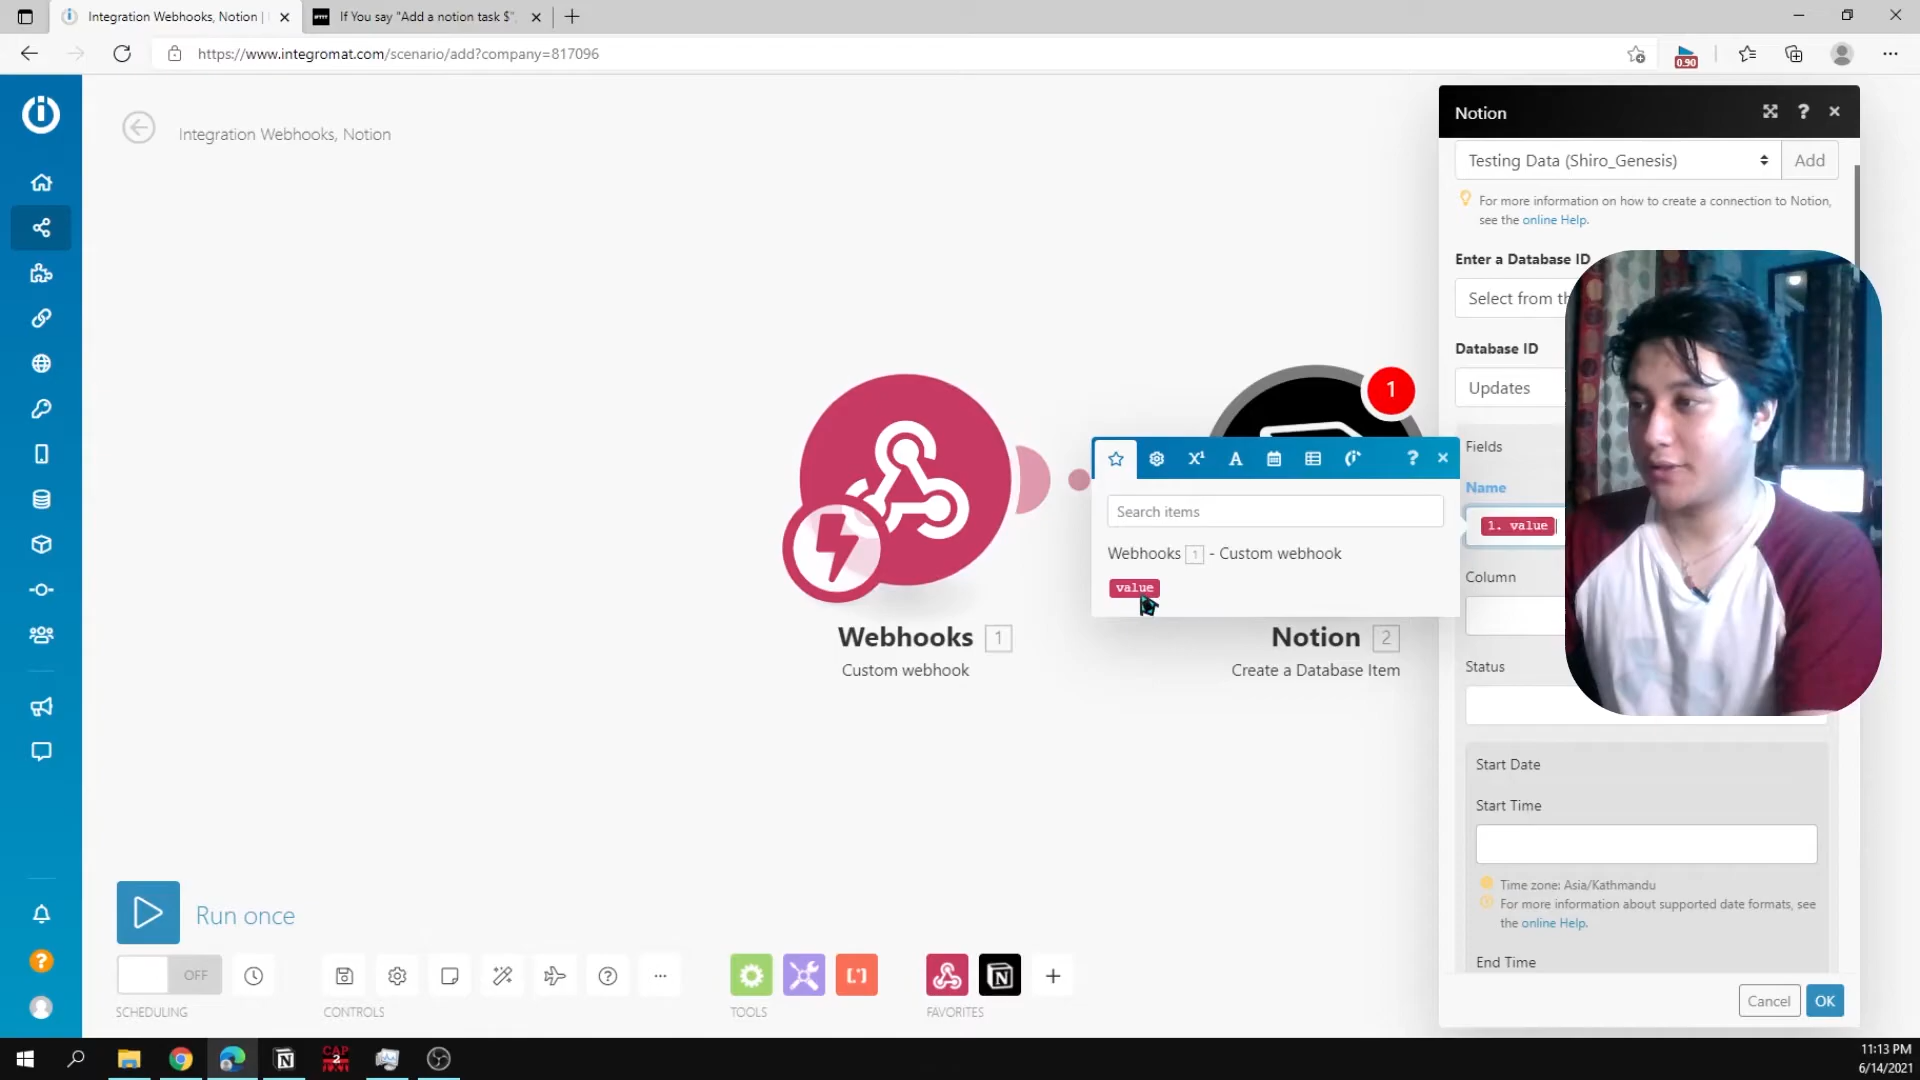 Integration Webhooks, Notion |
If You say "Add a notion task $",
https://www.integromat.com/scenario/add?company=817096
0.90
Integration Webhooks, Notion
Notion
?
Testing Data (Shiro_Genesis)
Add
For more information on how to create a connection to Notion,
see the online Help.
Enter a Database ID
Select from th
Database ID
Updates
Fields
Name
1. value
Column
Status
Start Date
Start Time
Time zone: Asia/Kathmandu
For more information about supported date formats, see
the online Help.
End Time
Cancel
OK
1
X¹
A
?
Search items
Webhooks 1 - Custom webhook
value
Webhooks 1
Custom webhook
Notion 2
Create a Database Item
Run once
OFF
SCHEDULING
CONTROLS
TOOLS
FAVORITES
11:13 PM
6/14/2021